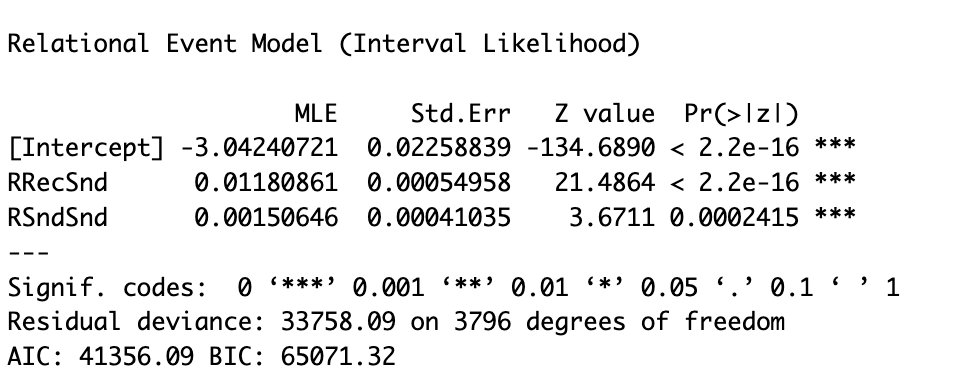 Relational Event Model (Interval Likelihood)
MLE Std.Err Z value Pr(>|z|)
[Intercept] -3.04240721 0.02258839 -134.6890 < 2.2e-16 ***
RRecSnd 0.01180861 0.00054958 21.4864 < 2.2e-16 ***
RSndSnd 0.00150646 0.00041035 3.6711 0.0002415 ***
---
Signif. codes: 0 ‘***’ 0.001 ‘**’ 0.01 ‘*’ 0.05 ‘.’ 0.1 ‘ ’ 1
Residual deviance: 33758.09 on 3796 degrees of freedom
AIC: 41356.09 BIC: 65071.32